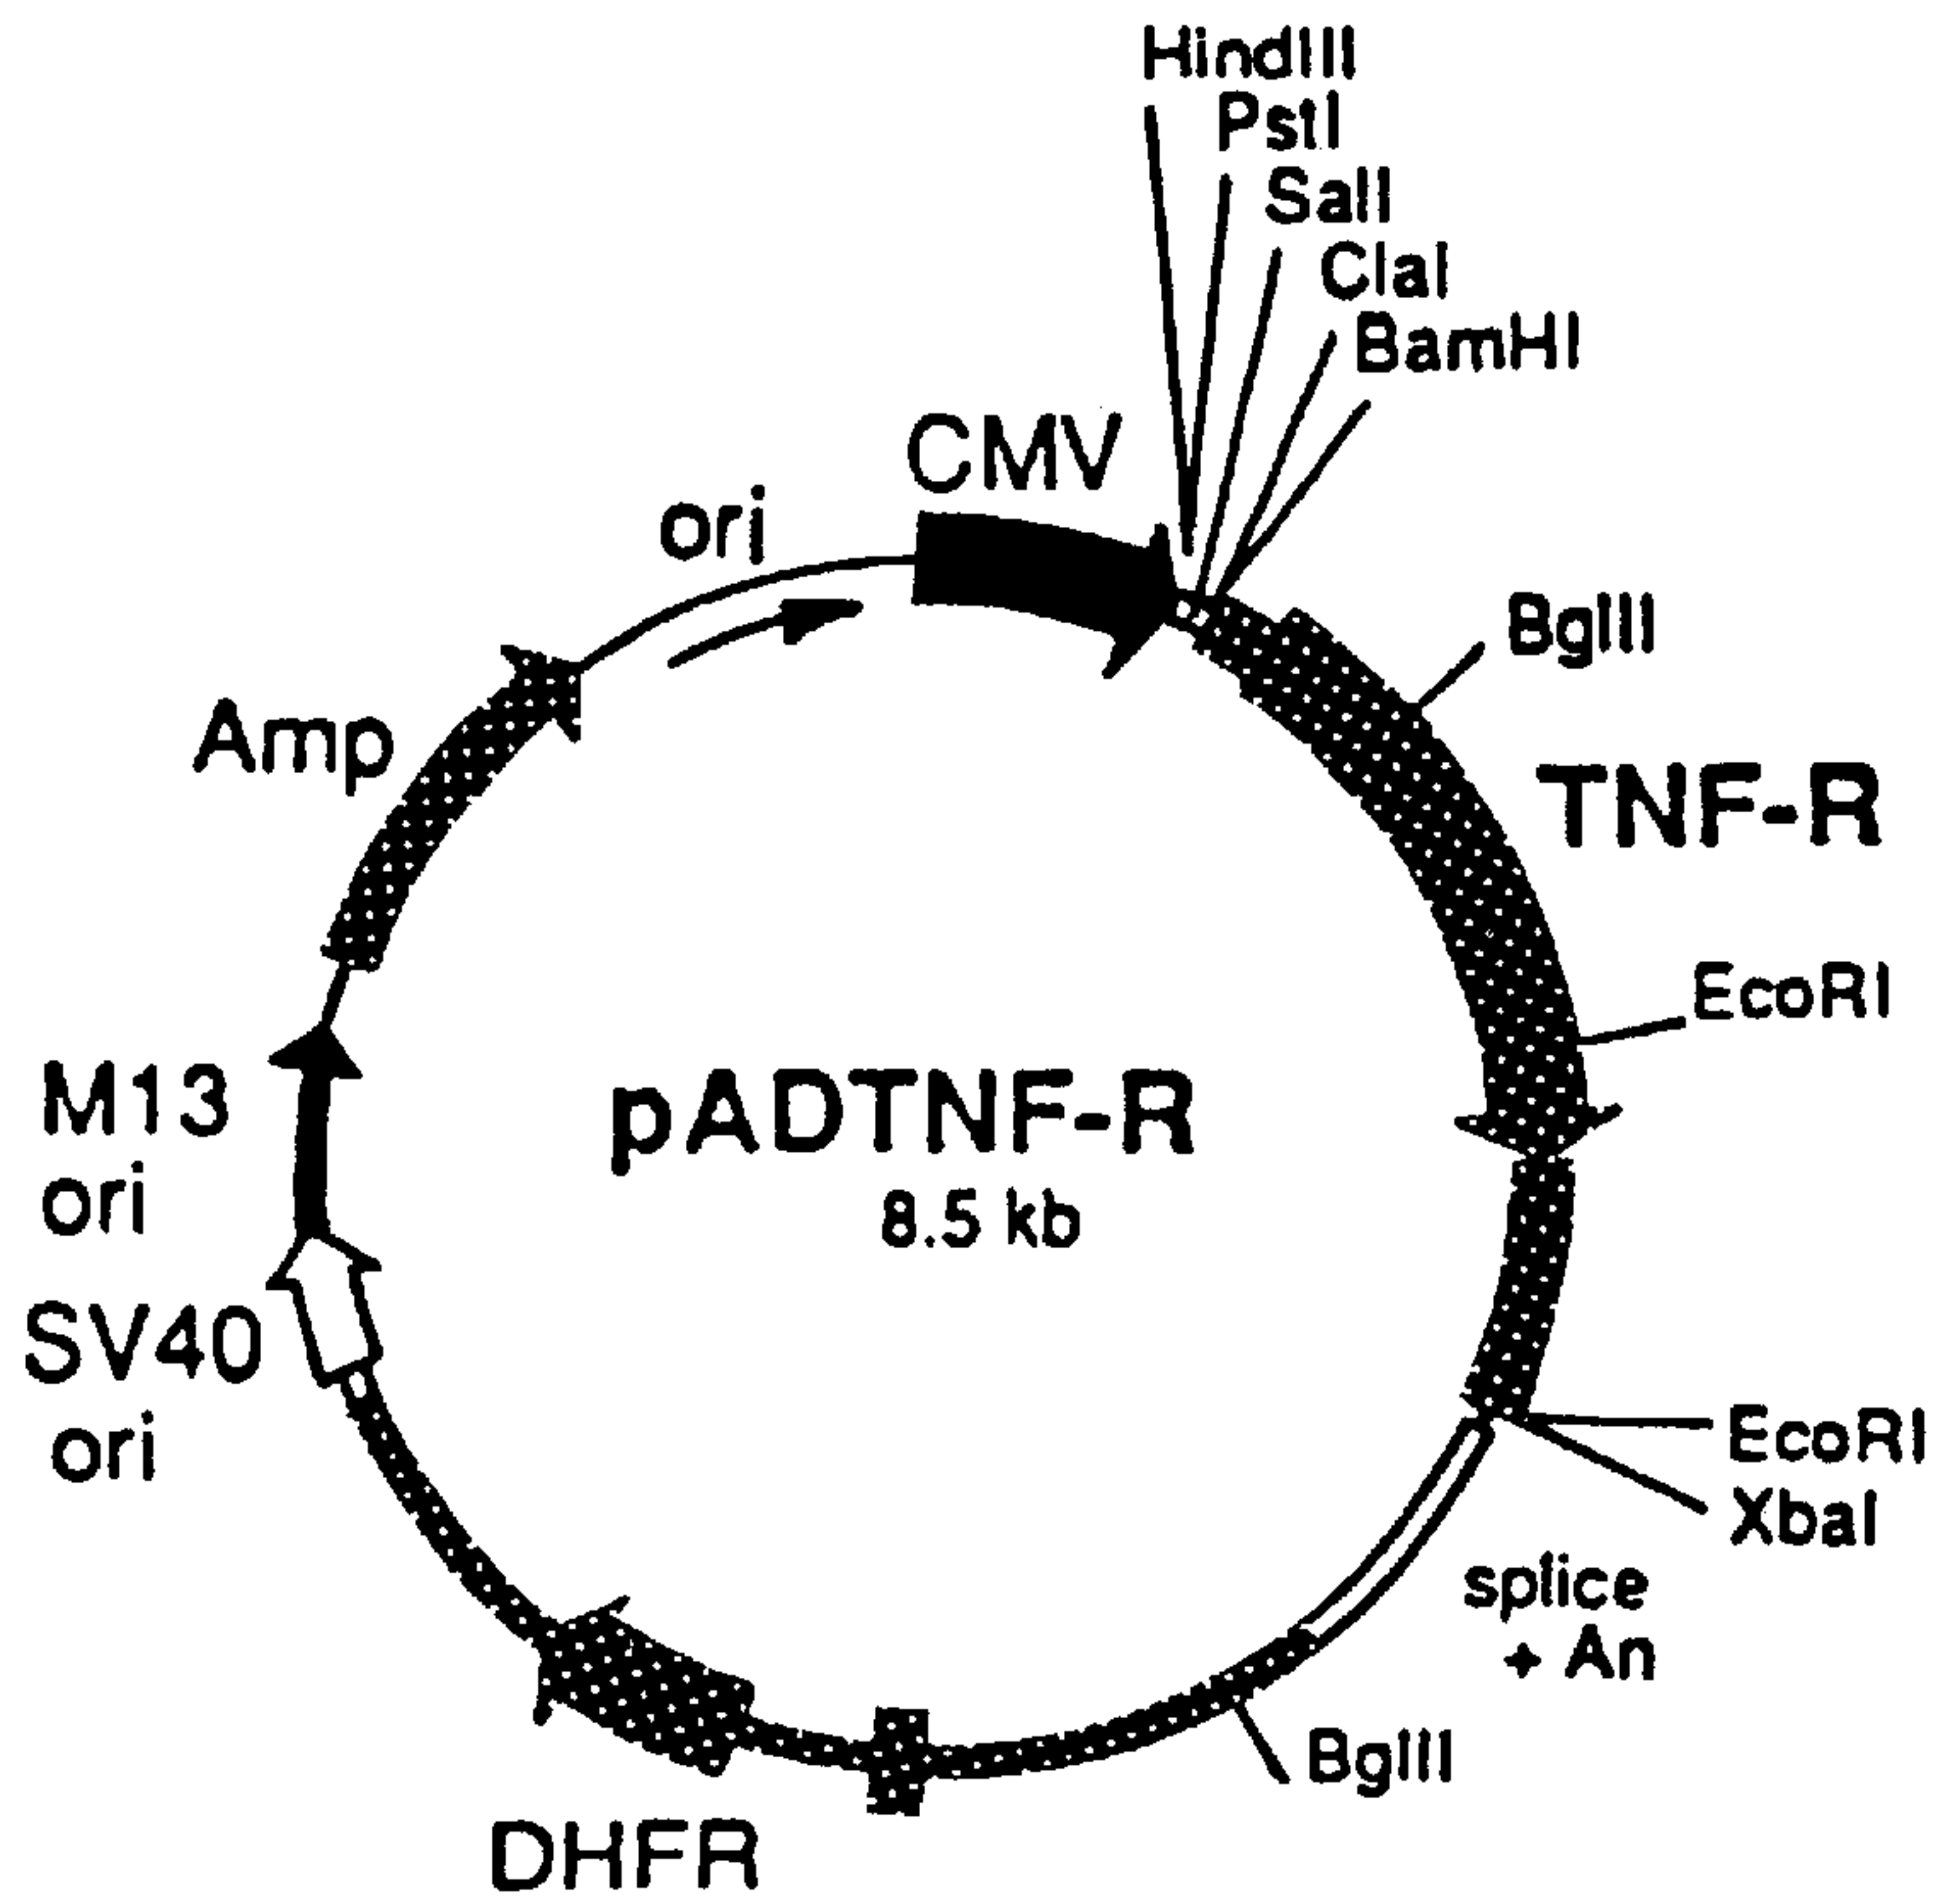 HindIII
PstI
SalI
ClaI
BamHI
CMV
ori
BglII
Amp
TNF-R
EcoRI
M13
ori
pADTNF-R
8.5 kb
SV40
ori
EcoRI
XbaI
splice
+ An
BglII
DHFR